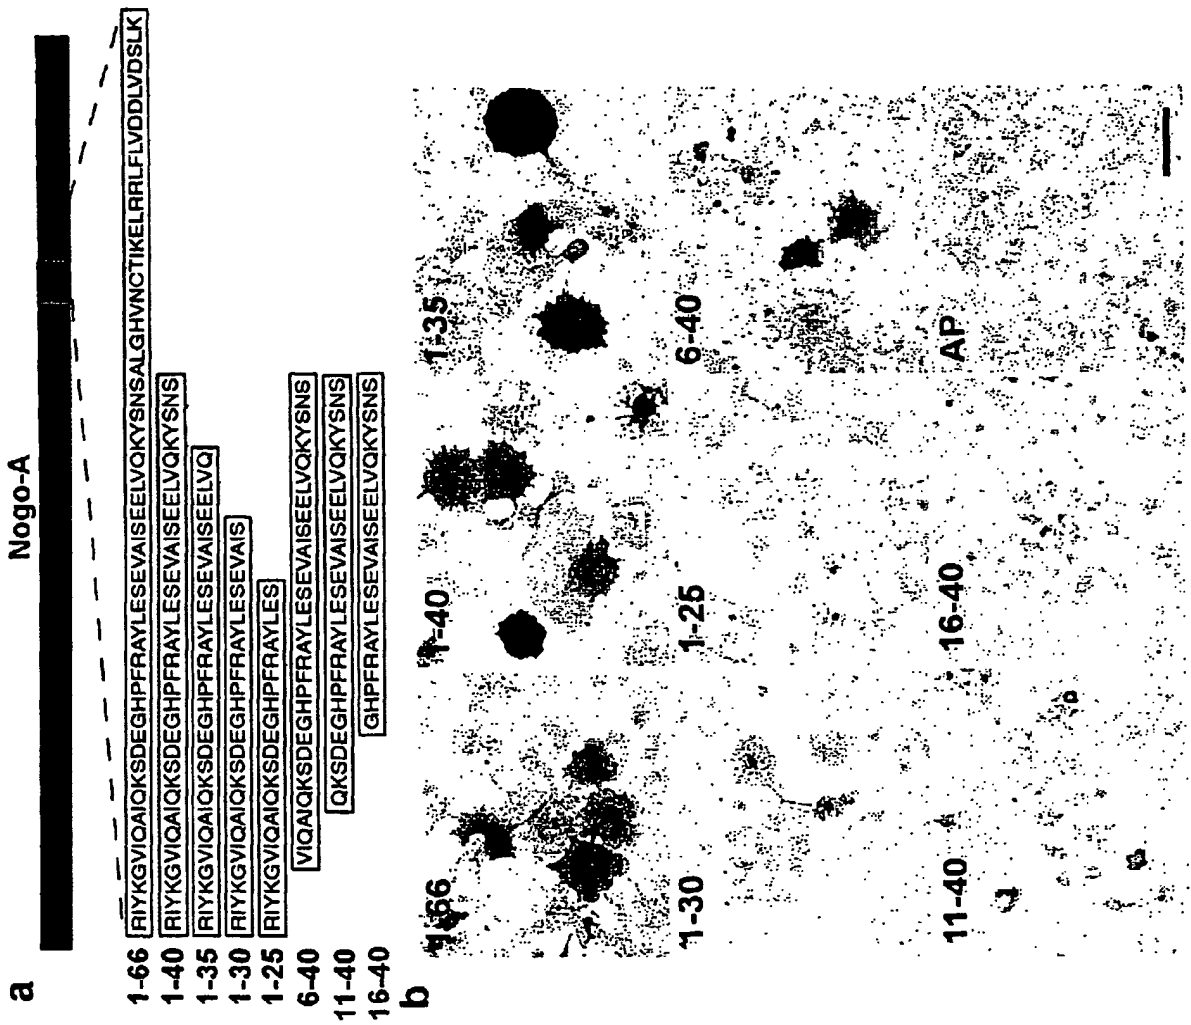 a
Nogo-A
1-66 RIYKGVIQAIQKSDEGHPFRAYLESEVAISEELVQKYSNSALGHVNCTIKELRRLFLVDDLVDSLK
1-40 RIYKGVIQAIQKSDEGHPFRAYLESEVAISEELVQKYSNS
1-35 RIYKGVIQAIQKSDEGHPFRAYLESEVAISEELVQ
1-30 RIYKGVIQAIQKSDEGHPFRAYLESEVAIS
1-25 RIYKGVIQAIQKSDEGHPFRAYLES
6-40 VIQAIQKSDEGHPFRAYLESEVAISEELVQKYSNS
11-40 QKSDEGHPFRAYLESEVAISEELVQKYSNS
16-40 GHPFRAYLESEVAISEELVQKYSNS
b
1-66 1-40 1-35
1-30 1-25 6-40
11-40 16-40 AP